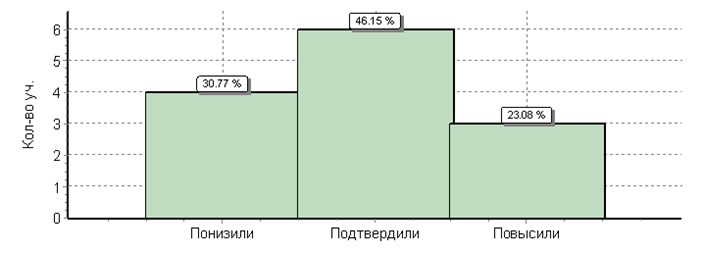 Кол-во уч.
6
5
4
3
2
1
0
30.77 %
46.15 %
23.08 %
Понизили
Подтвердили
Повысили